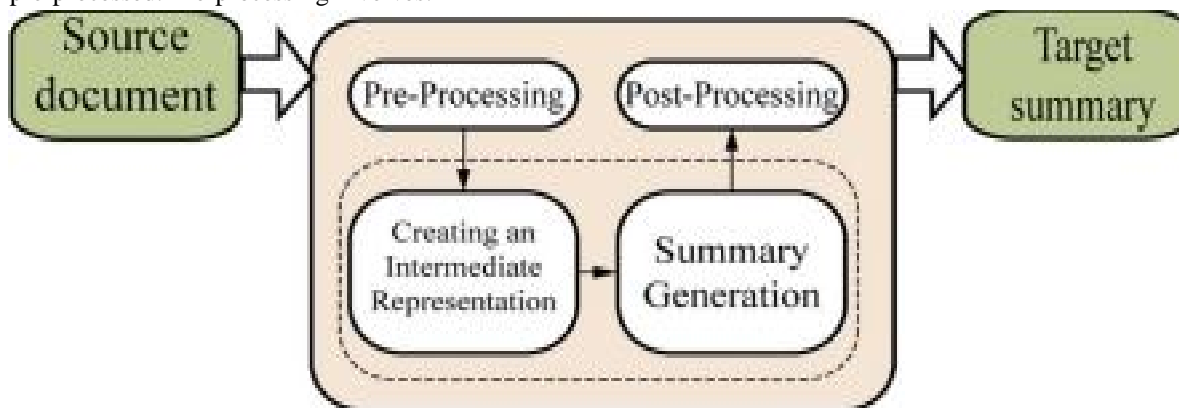 Source
document
Pre-Processing
Post-Processing
Target
summary
Creating an
Intermediate
Representation
Summary
Generation